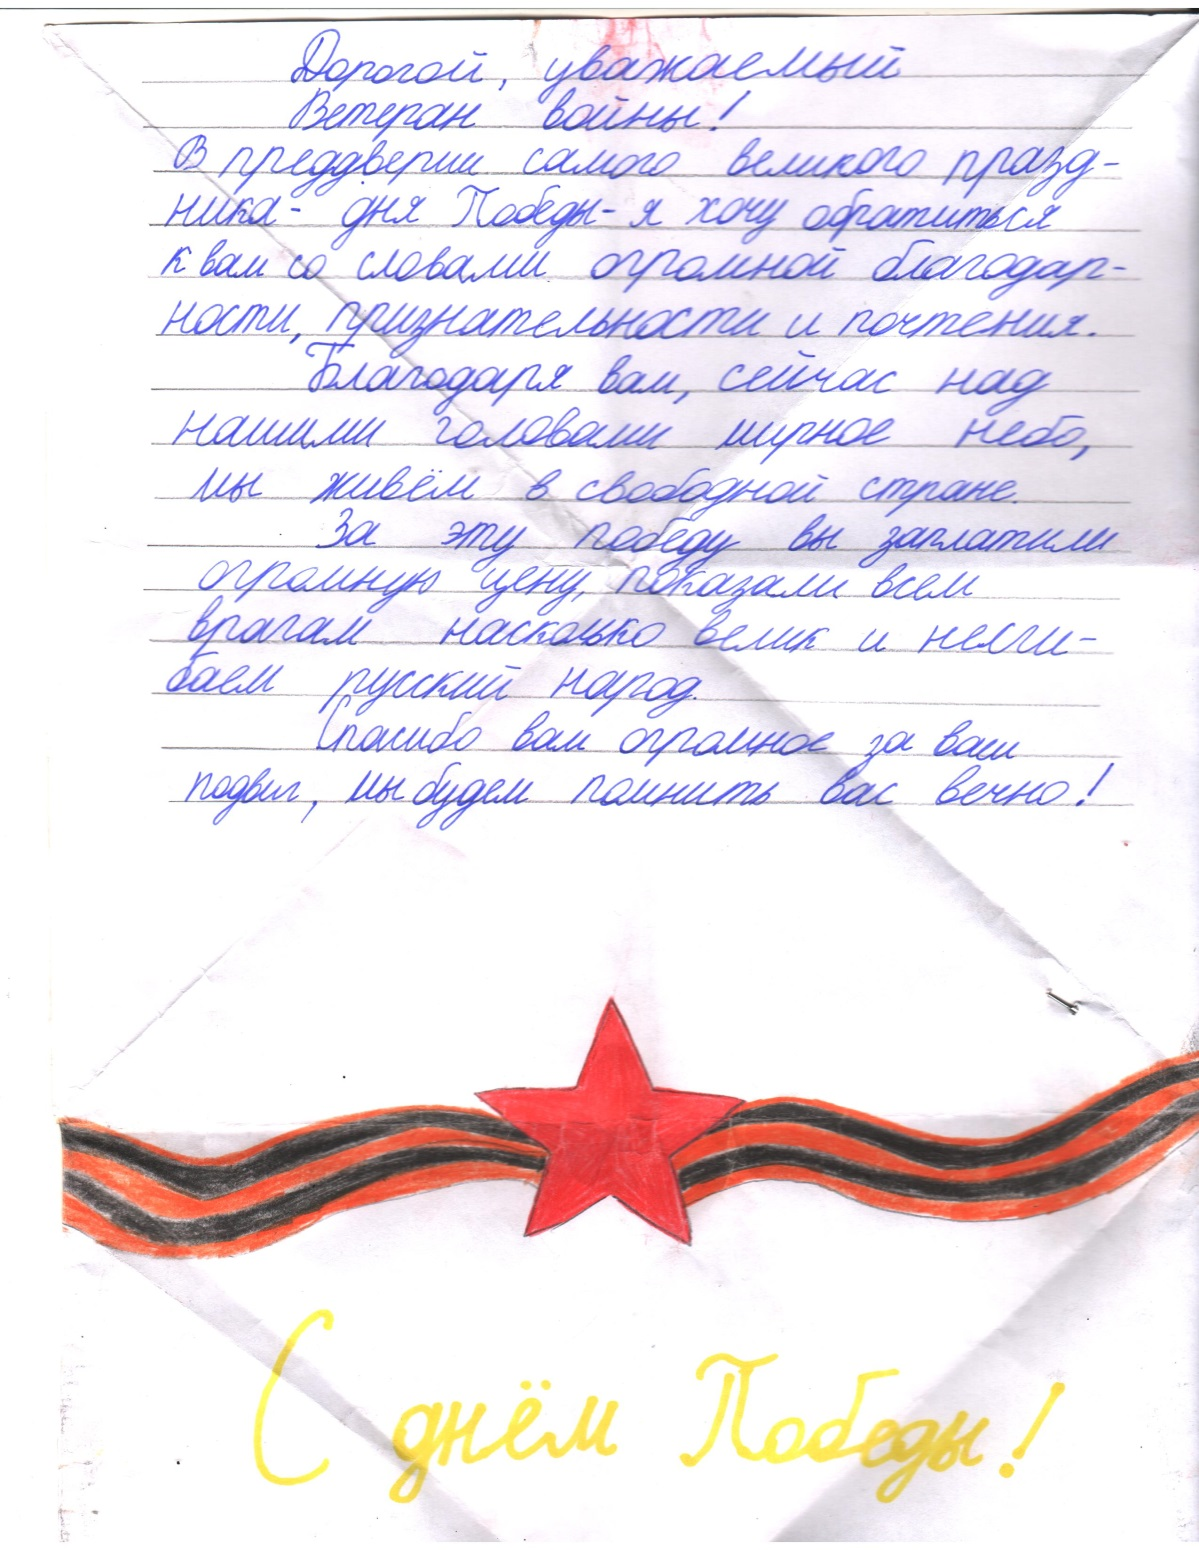 Дорогой, уважаемый
Ветеран войны!
В преддверии самого великого празд-
ника- дня Победы- я хочу обратиться
к вам со словами огромной благодар-
ности, признательности и почтения.
Благодаря вам, сейчас над
нашими головами мирное небо,
мы живём в свободной стране.
За эту победу вы заплатили
огромную цену, показали всем
врагам насколько велик и несги-
баем русский народ.
Спасибо вам огромное за ваш
подвиг, мы будем помнить вас вечно!
С днём Победы!